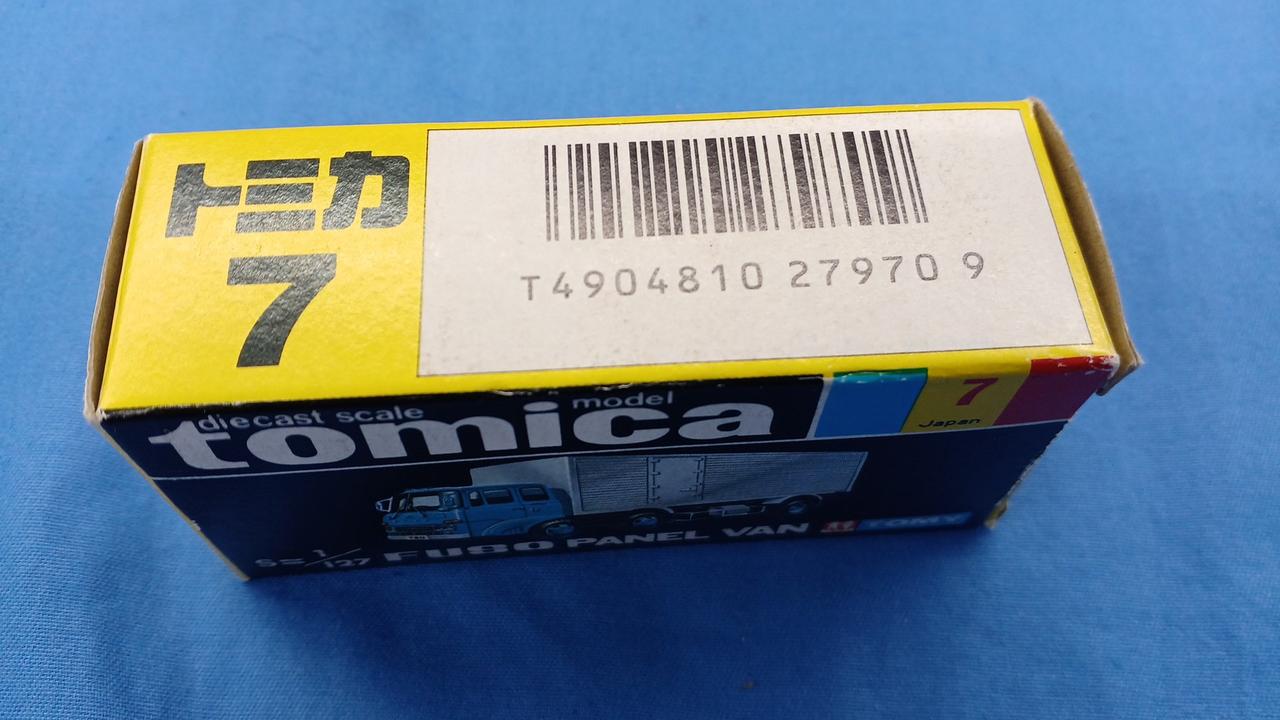 トミカ
7
T4904810 27970 9
diecast scale model
tomica
7
Japan
S=1/127 FUSO PANEL VAN TOMY